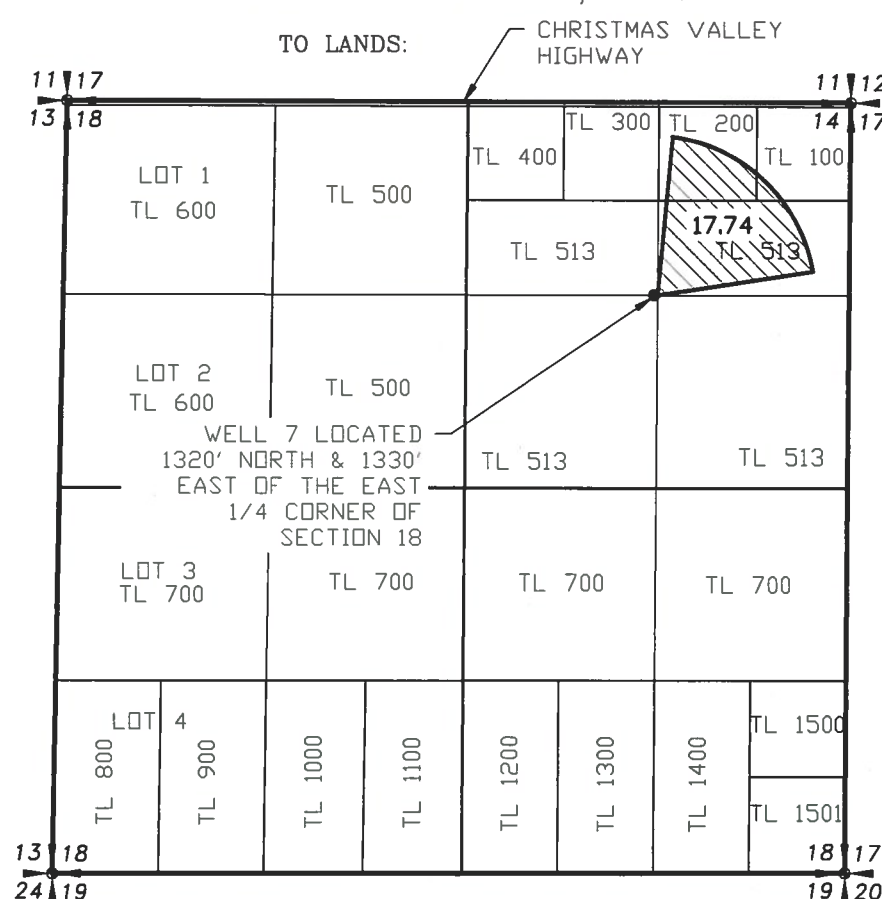 CHRISTMAS VALLEY
HIGHWAY
TO LANDS:
11 17
13 18
11 12
14 17
LOT 1
TL 600
TL 500
TL 400
TL 300
TL 200
TL 100
TL 513
17.74
TL 513
LOT 2
TL 600
TL 500
WELL 7 LOCATED
1320' NORTH & 1330'
EAST OF THE EAST
1/4 CORNER OF
SECTION 18
TL 513
TL 513
LOT 3
TL 700
TL 700
TL 700
TL 700
LOT 4
TL 800
TL 900
TL 1000
TL 1100
TL 1200
TL 1300
TL 1400
TL 1500
TL 1501
13 18
24 19
18 17
19 20